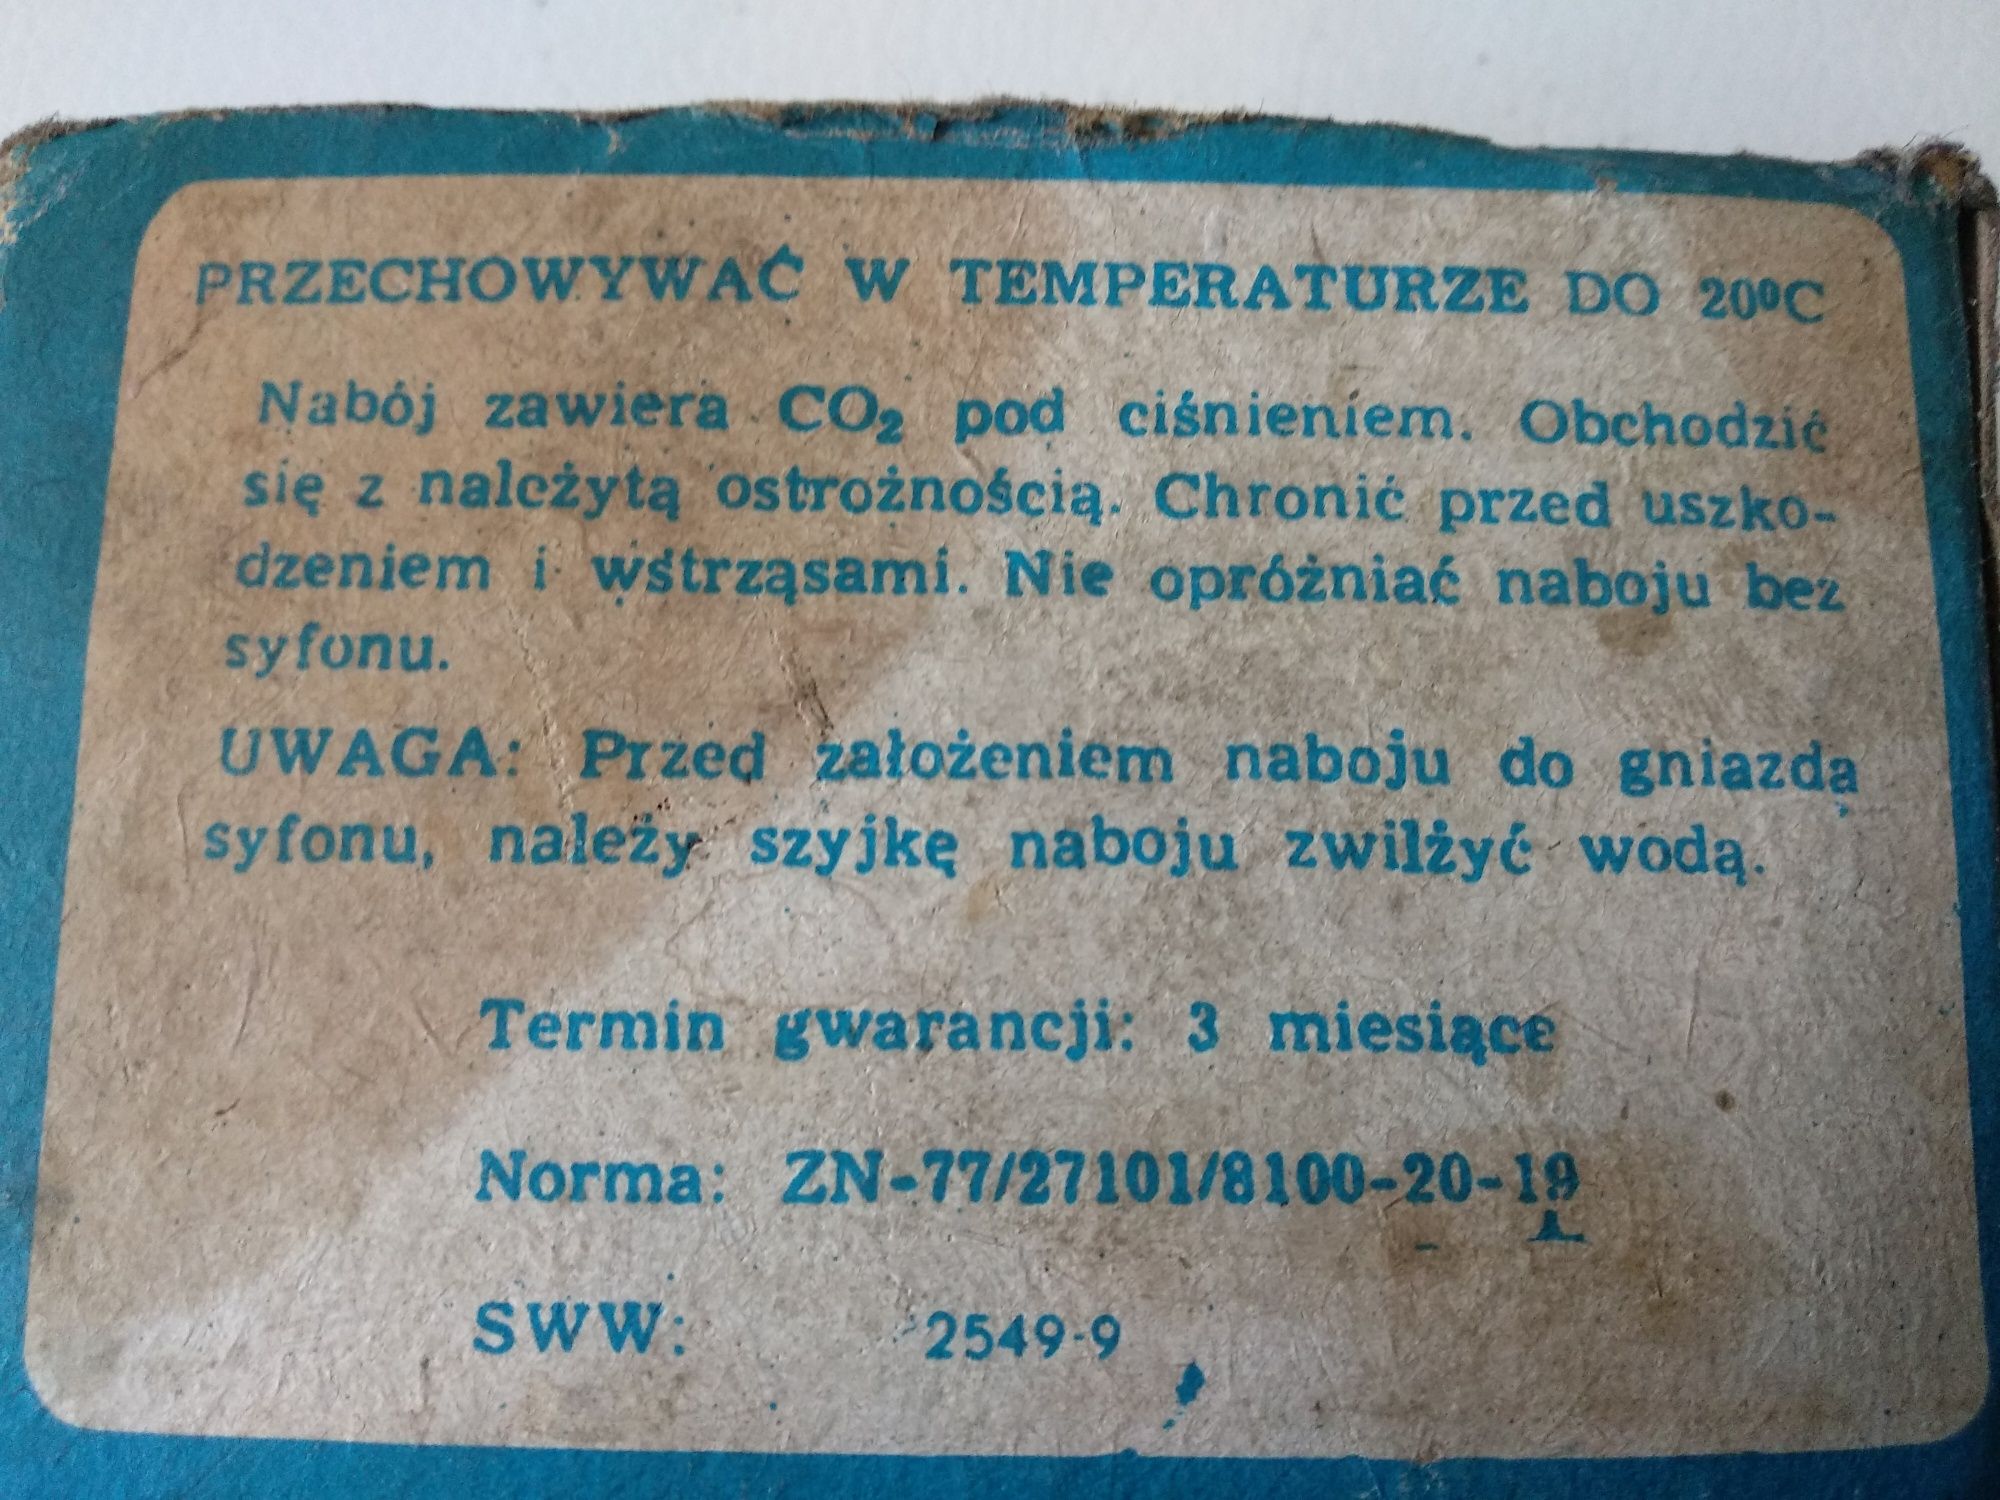 PRZECHOWYWAĆ W TEMPERATURZE DO 20⁰C
Nabój zawiera CO₂ pod ciśnieniem. Obchodzić
się z należytą ostrożnością. Chronić przed uszko-
dzeniem i wstrząsami. Nie opróżniać naboju bez
syfonu.
UWAGA: Przed założeniem naboju do gniazda
syfonu, należy szyjkę naboju zwilżyć wodą.
Termin gwarancji: 3 miesiące
Norma: ZN-77/27101/8100-20-19
SWW: 2549-9